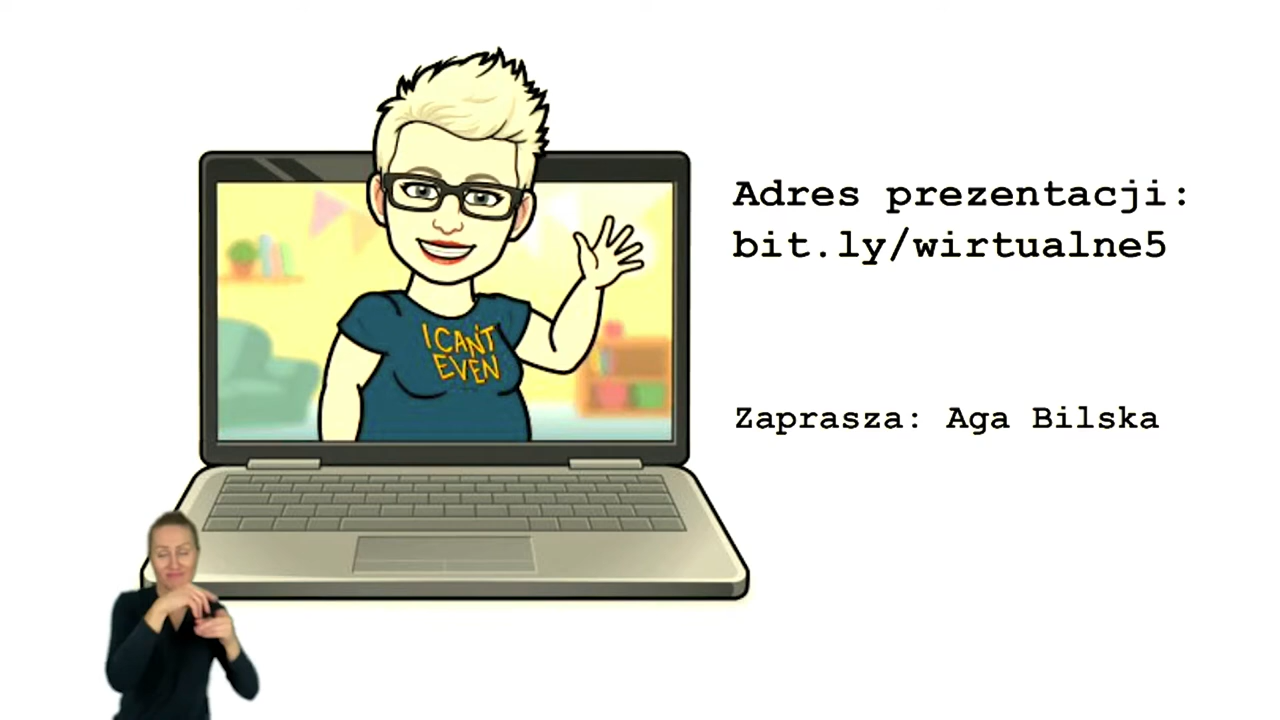 Adres prezentacji:
bit.ly/wirtualne5
I CAN'T
EVEN
Zaprasza: Aga Bilska